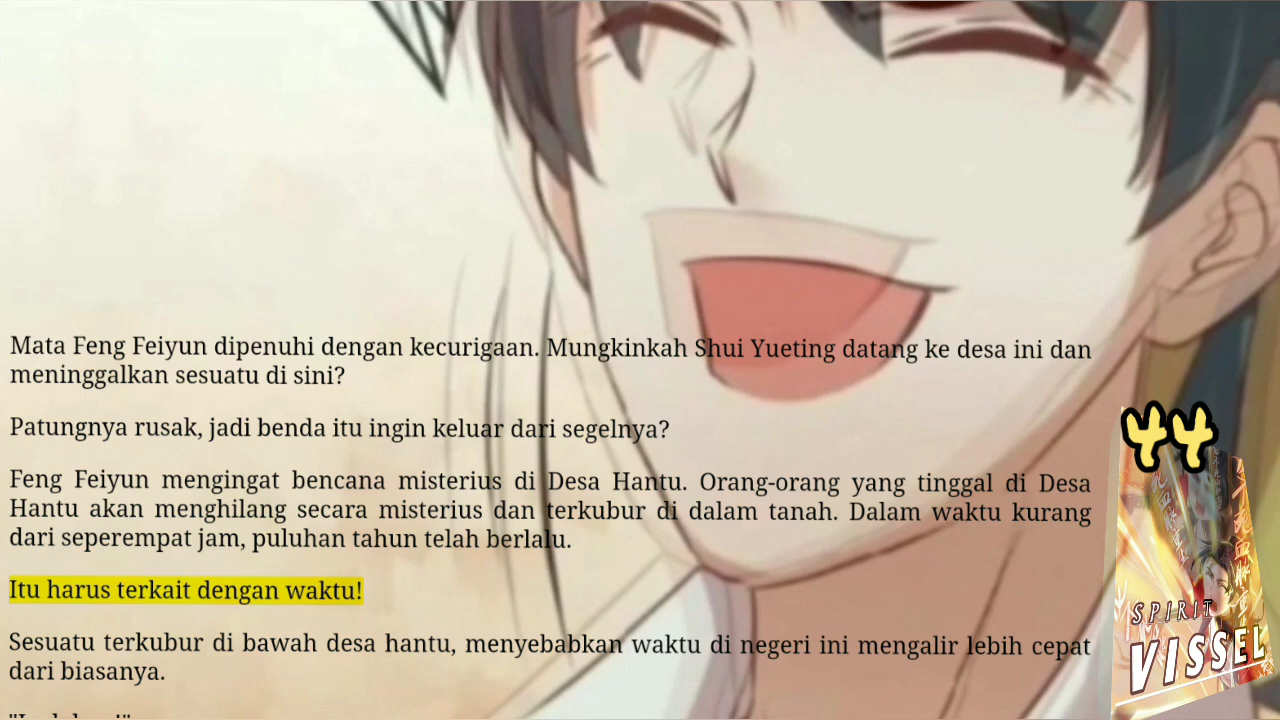 Mata Feng Feiyun dipenuhi dengan kecurigaan. Mungkinkah Shui Yueting datang ke desa ini dan
meninggalkan sesuatu di sini?
Patungnya rusak, jadi benda itu ingin keluar dari segelnya?
Feng Feiyun mengingat bencana misterius di Desa Hantu. Orang-orang yang tinggal di Desa
Hantu akan menghilang secara misterius dan terkubur di dalam tanah. Dalam waktu kurang
dari seperempat jam, puluhan tahun telah berlalu.
Itu harus terkait dengan waktu!
Sesuatu terkubur di bawah desa hantu, menyebabkan waktu di negeri ini mengalir lebih cepat
dari biasanya.
44
SPIRIT
VISSEL